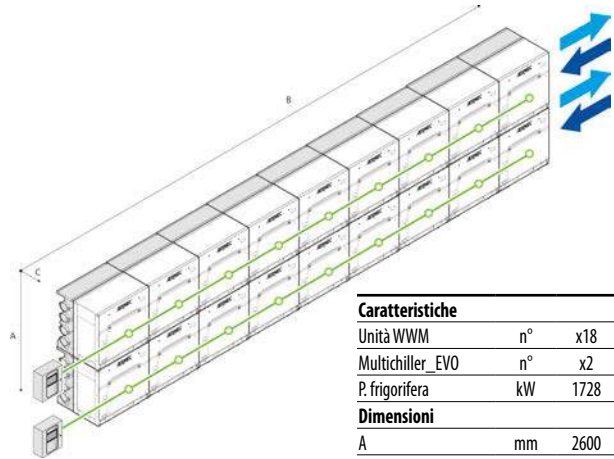 B
C
A
Caratteristiche
Unità WWM n° x18
Multichiller_EVO n° x2
P. frigorifera kW 1728
Dimensioni
A mm 2600